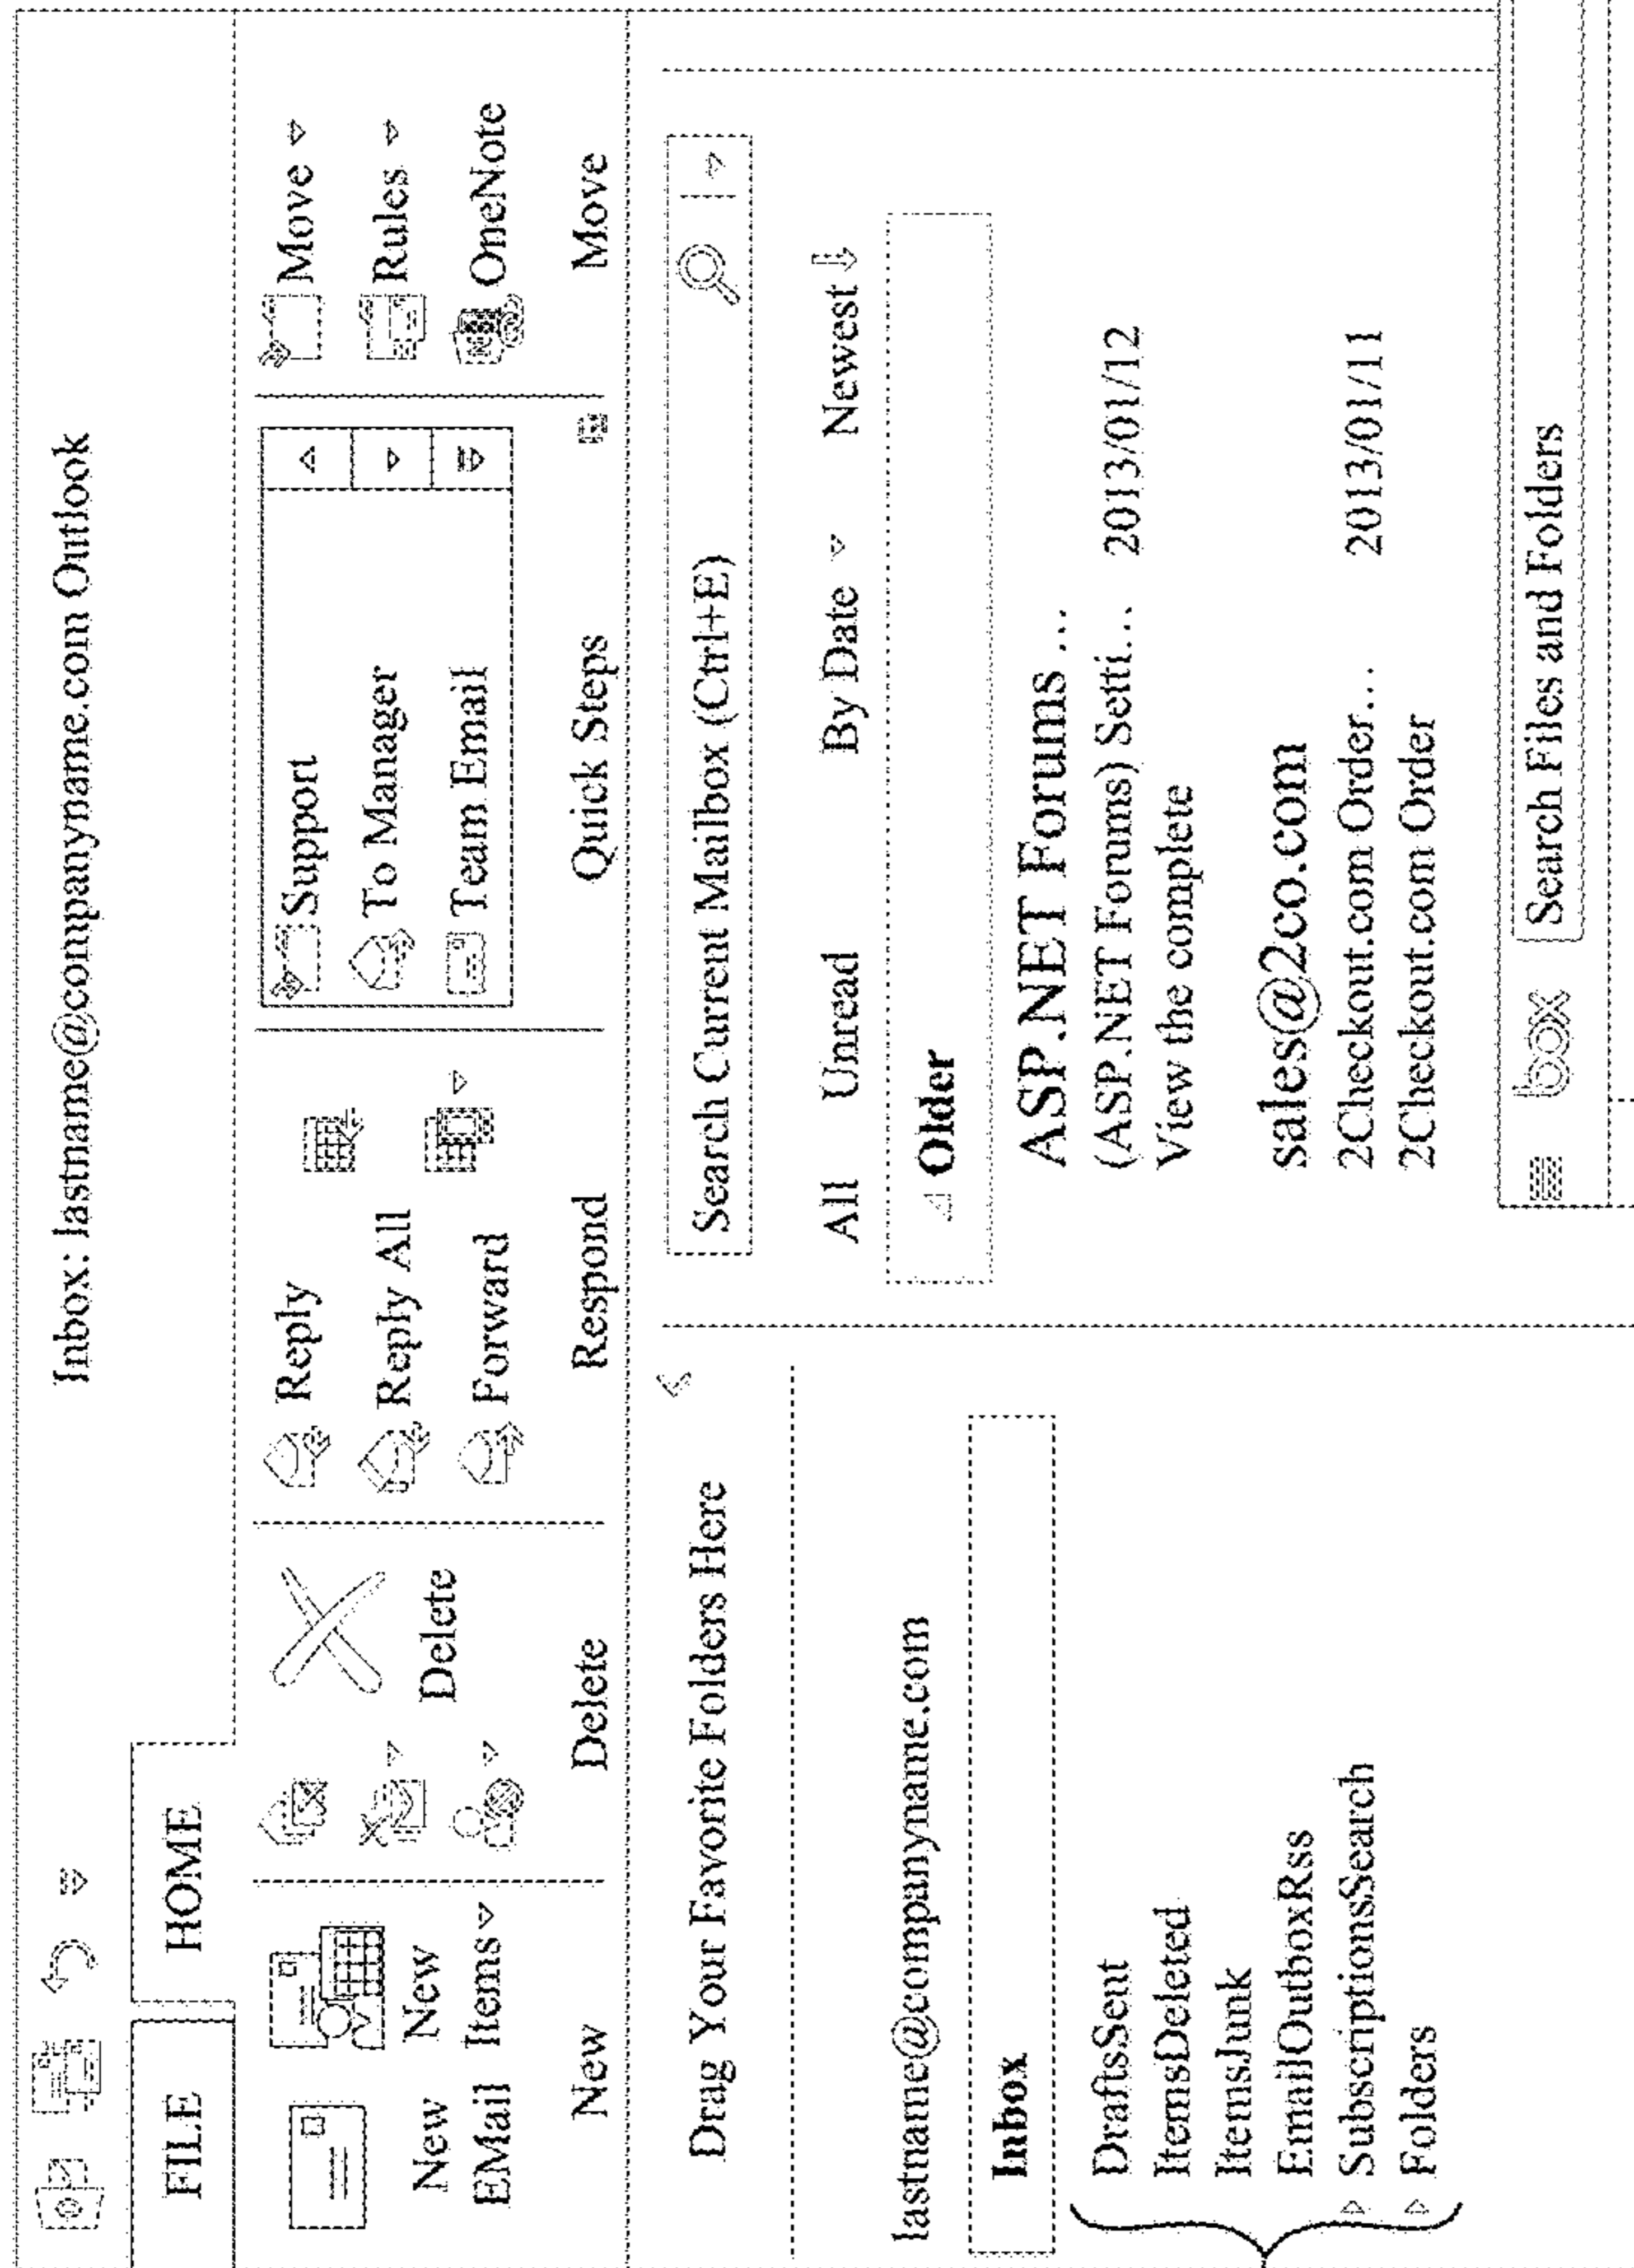 Inbox: lastname@companyname.com Outlook
FILE HOME
New EMail
New Items
New
Delete
Delete
Reply
Reply All
Forward
Respond
Support
To Manager
Team Email
Quick Steps
Move
Rules
OneNote
Move
Drag Your Favorite Folders Here
lastname@companyname.com
Inbox
DraftsSent
ItemsDeleted
ItemsJunk
EmailOutboxRss
SubscriptionsSearch
Folders
Search Current Mailbox (Ctrl+E)
All Unread By Date Newest
Older
ASP.NET Forums ...
(ASP.NET Forums) Setti... 2013/01/12
View the complete
sales@2co.com
2Checkout.com Order... 2013/01/11
2Checkout.com Order
box Search Files and Folders